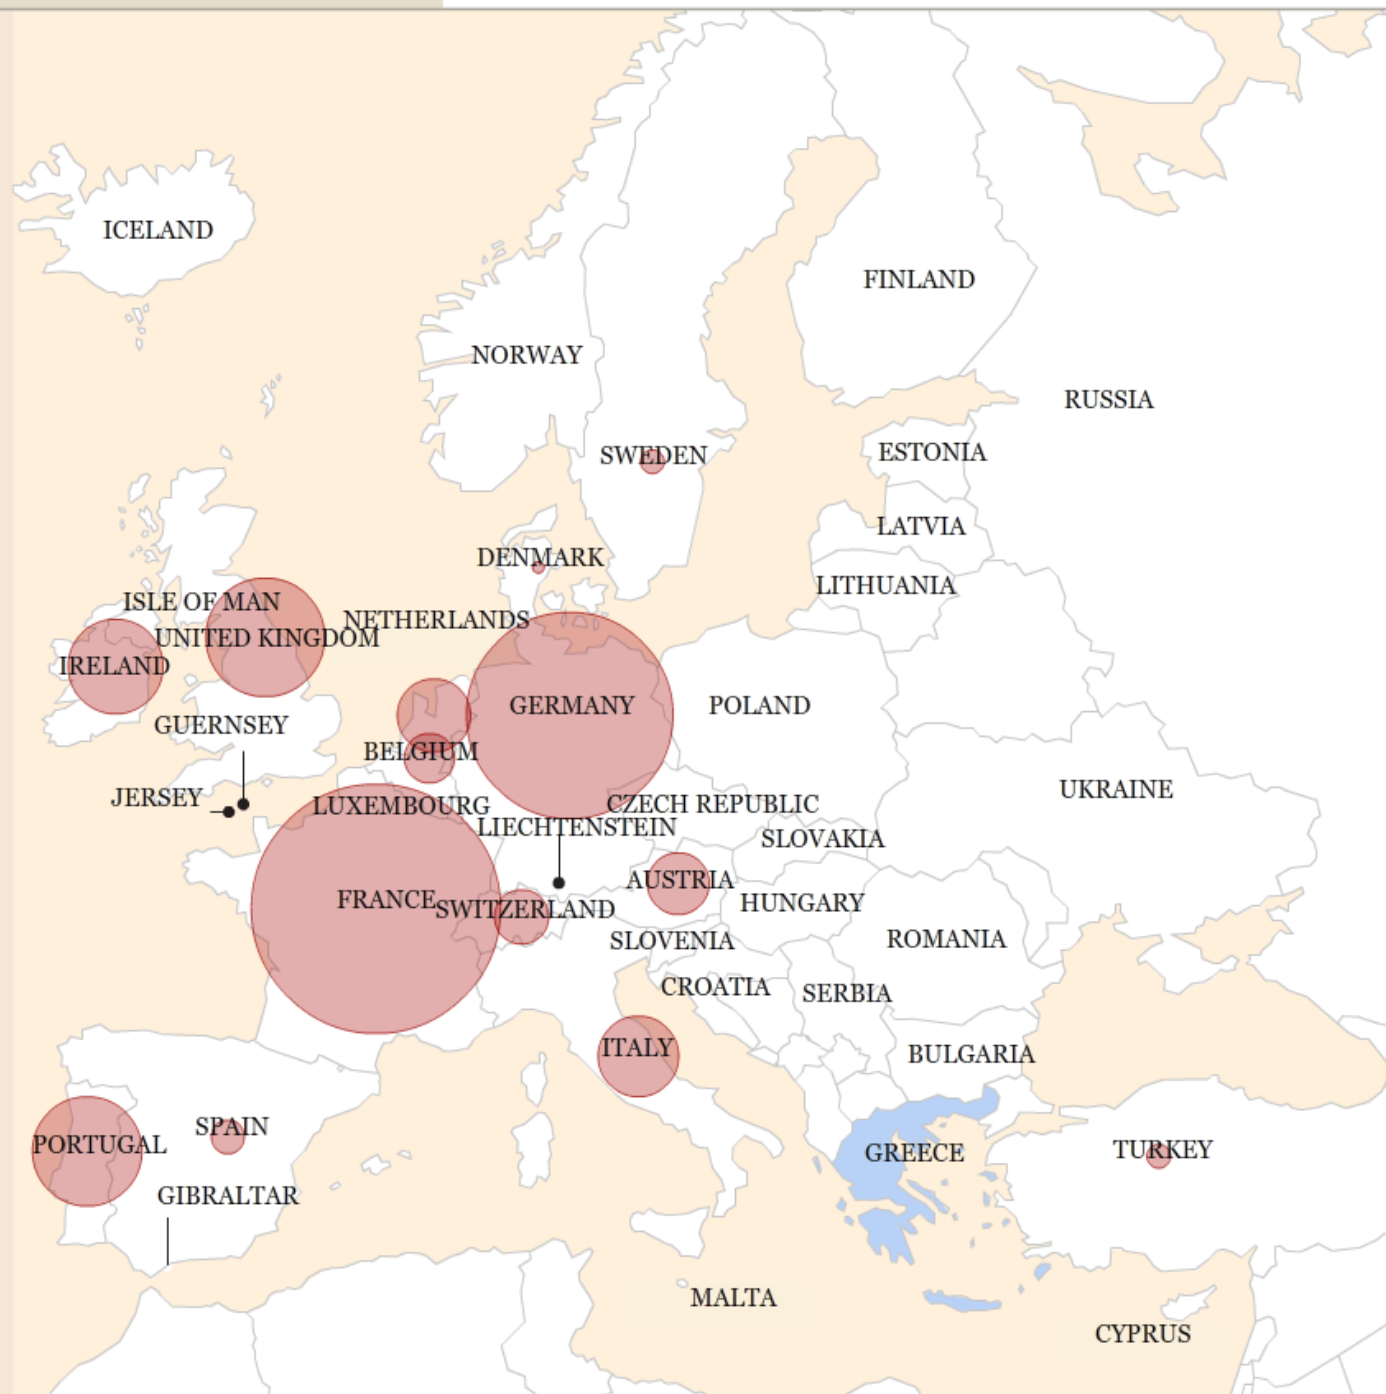 ICELAND
FINLAND
NORWAY
RUSSIA
SWEDEN
ESTONIA
LATVIA
DENMARK
LITHUANIA
ISLE OF MAN
NETHERLANDS
UNITED KINGDOM
IRELAND
GERMANY
POLAND
GUERNSEY
BELGIUM
UKRAINE
JERSEY
LUXEMBOURG
CZECH REPUBLIC
LIECHTENSTEIN
SLOVAKIA
AUSTRIA
FRANCE
SWITZERLAND
HUNGARY
SLOVENIA
ROMANIA
CROATIA
SERBIA
ITALY
BULGARIA
SPAIN
PORTUGAL
GREECE
TURKEY
GIBRALTAR
MALTA
CYPRUS